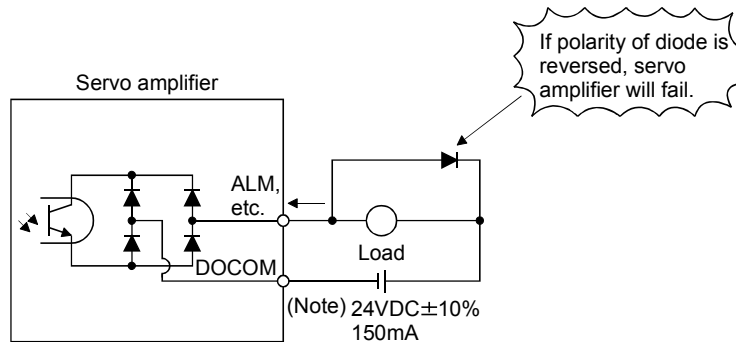 If polarity of diode is
reversed, servo
amplifier will fail.
Servo amplifier
ALM,
etc.
Load
DOCOM
(Note) 24VDC±10%
150mA